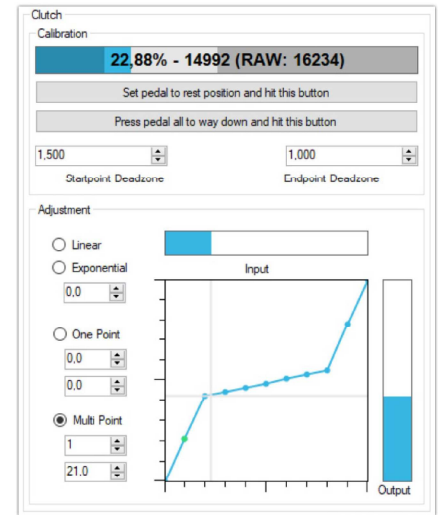 Clutch
Calibration
22,88% - 14992 (RAW: 16234)
Set pedal to rest position and hit this button
Press pedal all to way down and hit this button
1,500 1,000
Startpoint Deadzone Endpoint Deadzone
Adjustment
Linear
Exponential Input
0,0
One Point
0,0
0,0
Multi Point
1
21.0
Output